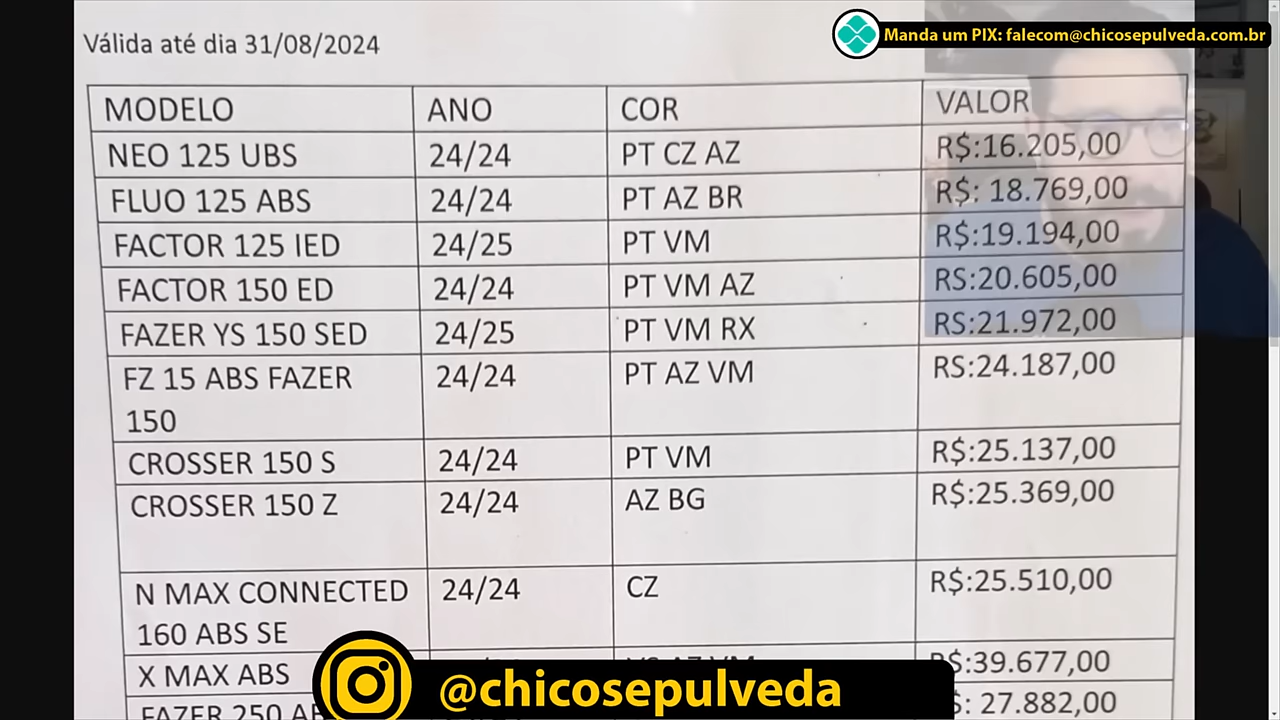 Manda um PIX: falecom@chicosepulveda.com.br
Válida até dia 31/08/2024
MODELO ANO COR VALOR
NEO 125 UBS 24/24 PT CZ AZ R$:16.205,00
FLUO 125 ABS 24/24 PT AZ BR R$: 18.769,00
FACTOR 125 IED 24/25 PT VM R$:19.194,00
FACTOR 150 ED 24/24 PT VM AZ RS:20.605,00
FAZER YS 150 SED 24/25 PT VM RX RS:21.972,00
FZ 15 ABS FAZER 24/24 PT AZ VM RS:24.187,00
150
CROSSER 150 S 24/24 PT VM R$:25.137,00
CROSSER 150 Z 24/24 AZ BG R$:25.369,00
N MAX CONNECTED 24/24 CZ R$:25.510,00
160 ABS SE
X MAX ABS $:39.677,00
FAZER 250 27.882,00
@chicosepulveda